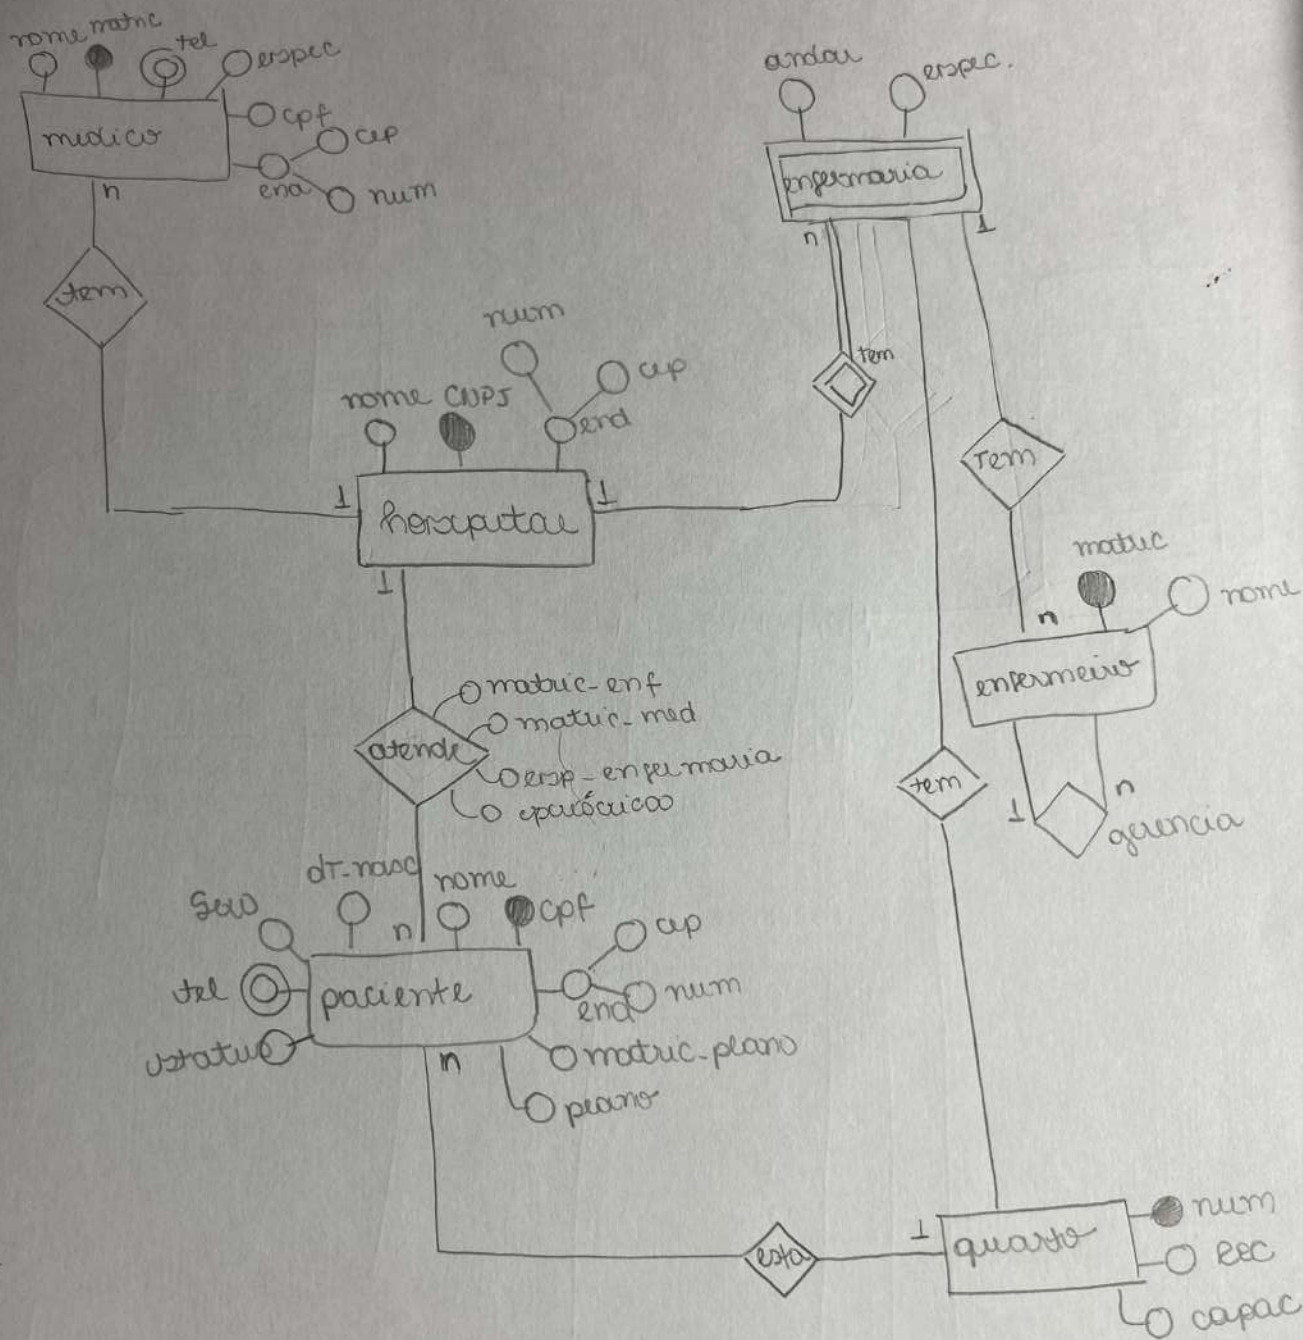 nome matric
tel
espec
medico
cpf
cep
end
num
n
tem
andar
espec.
enfermaria
n
1
tem
num
cep
nome CNPJ
end
1
hospital
1
1
tem
matric
nome
n
enfermeiro
1
n
gerencia
matric-enf
matric-med
atende
esp-enfermaria
tem
dt-nasc
nome
sexo
n
cpf
cep
tel
paciente
end
num
status
n
matric-plano
plano
esta
1
quarto
num
capac